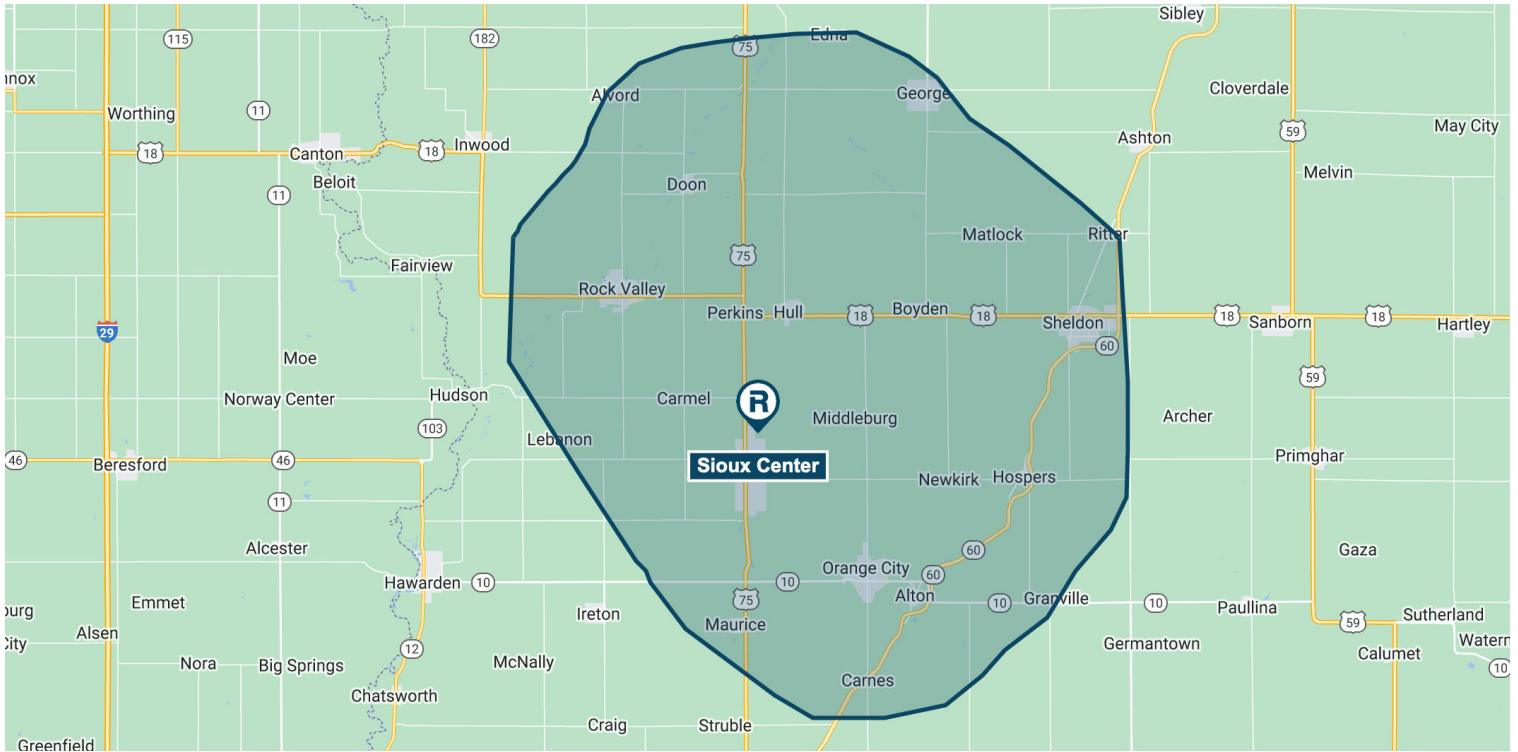 Sibley
115
182
75
Edna
nnox
Alvord
George
Cloverdale
Worthing
11
May City
59
Ashton
18
Canton
18
Inwood
Melvin
Beloit
Doon
11
Matlock
Ritter
75
Fairview
Rock Valley
Perkins
Hull
18
Boyden
18
Sheldon
18
Sanborn
18
Hartley
29
60
Moe
59
Norway Center
Hudson
Carmel
R
Middleburg
Archer
103
Lebanon
46
Beresford
46
Sioux Center
Primghar
11
Newkirk
Hospers
Alcester
60
Gaza
Hawarden
10
10
Orange City
60
Emmet
Ireton
75
Alton
10
Granville
10
Paullina
Sutherland
ourg
City
Alsen
Maurice
59
12
Germantown
Calumet
Watern
10
Nora
Big Springs
McNally
Chatsworth
Carnes
Craig
Struble
Greenfield